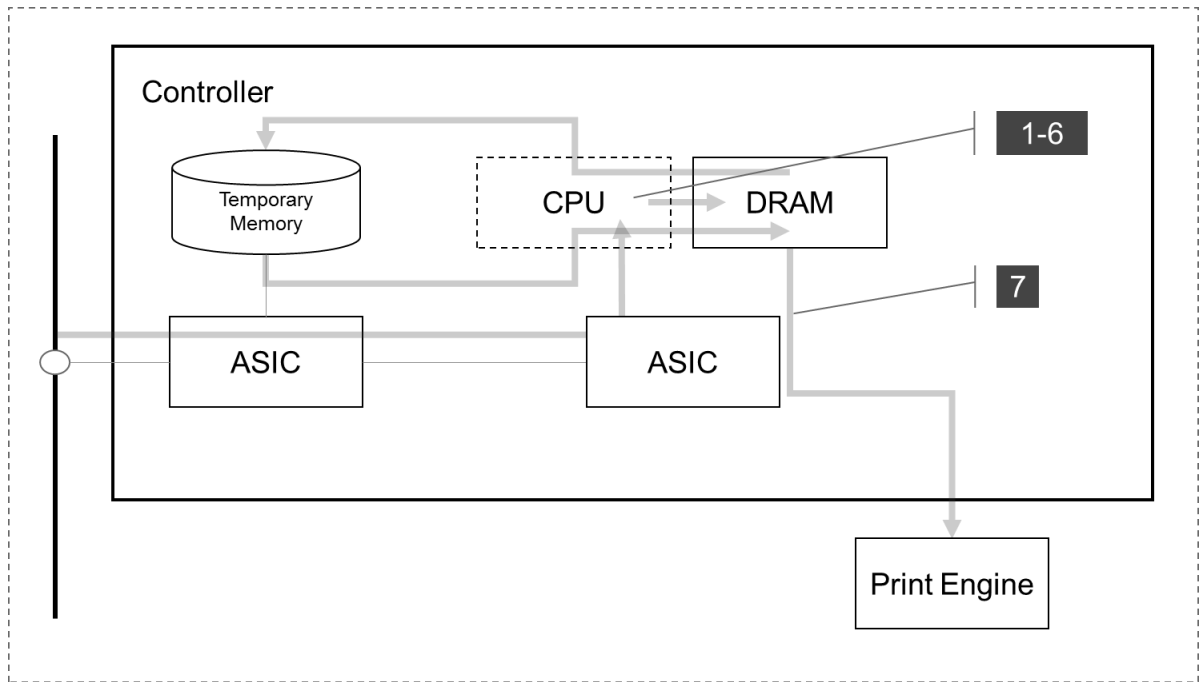 Controller
1-6
Temporary
Memory
CPU
DRAM
7
ASIC
ASIC
Print Engine